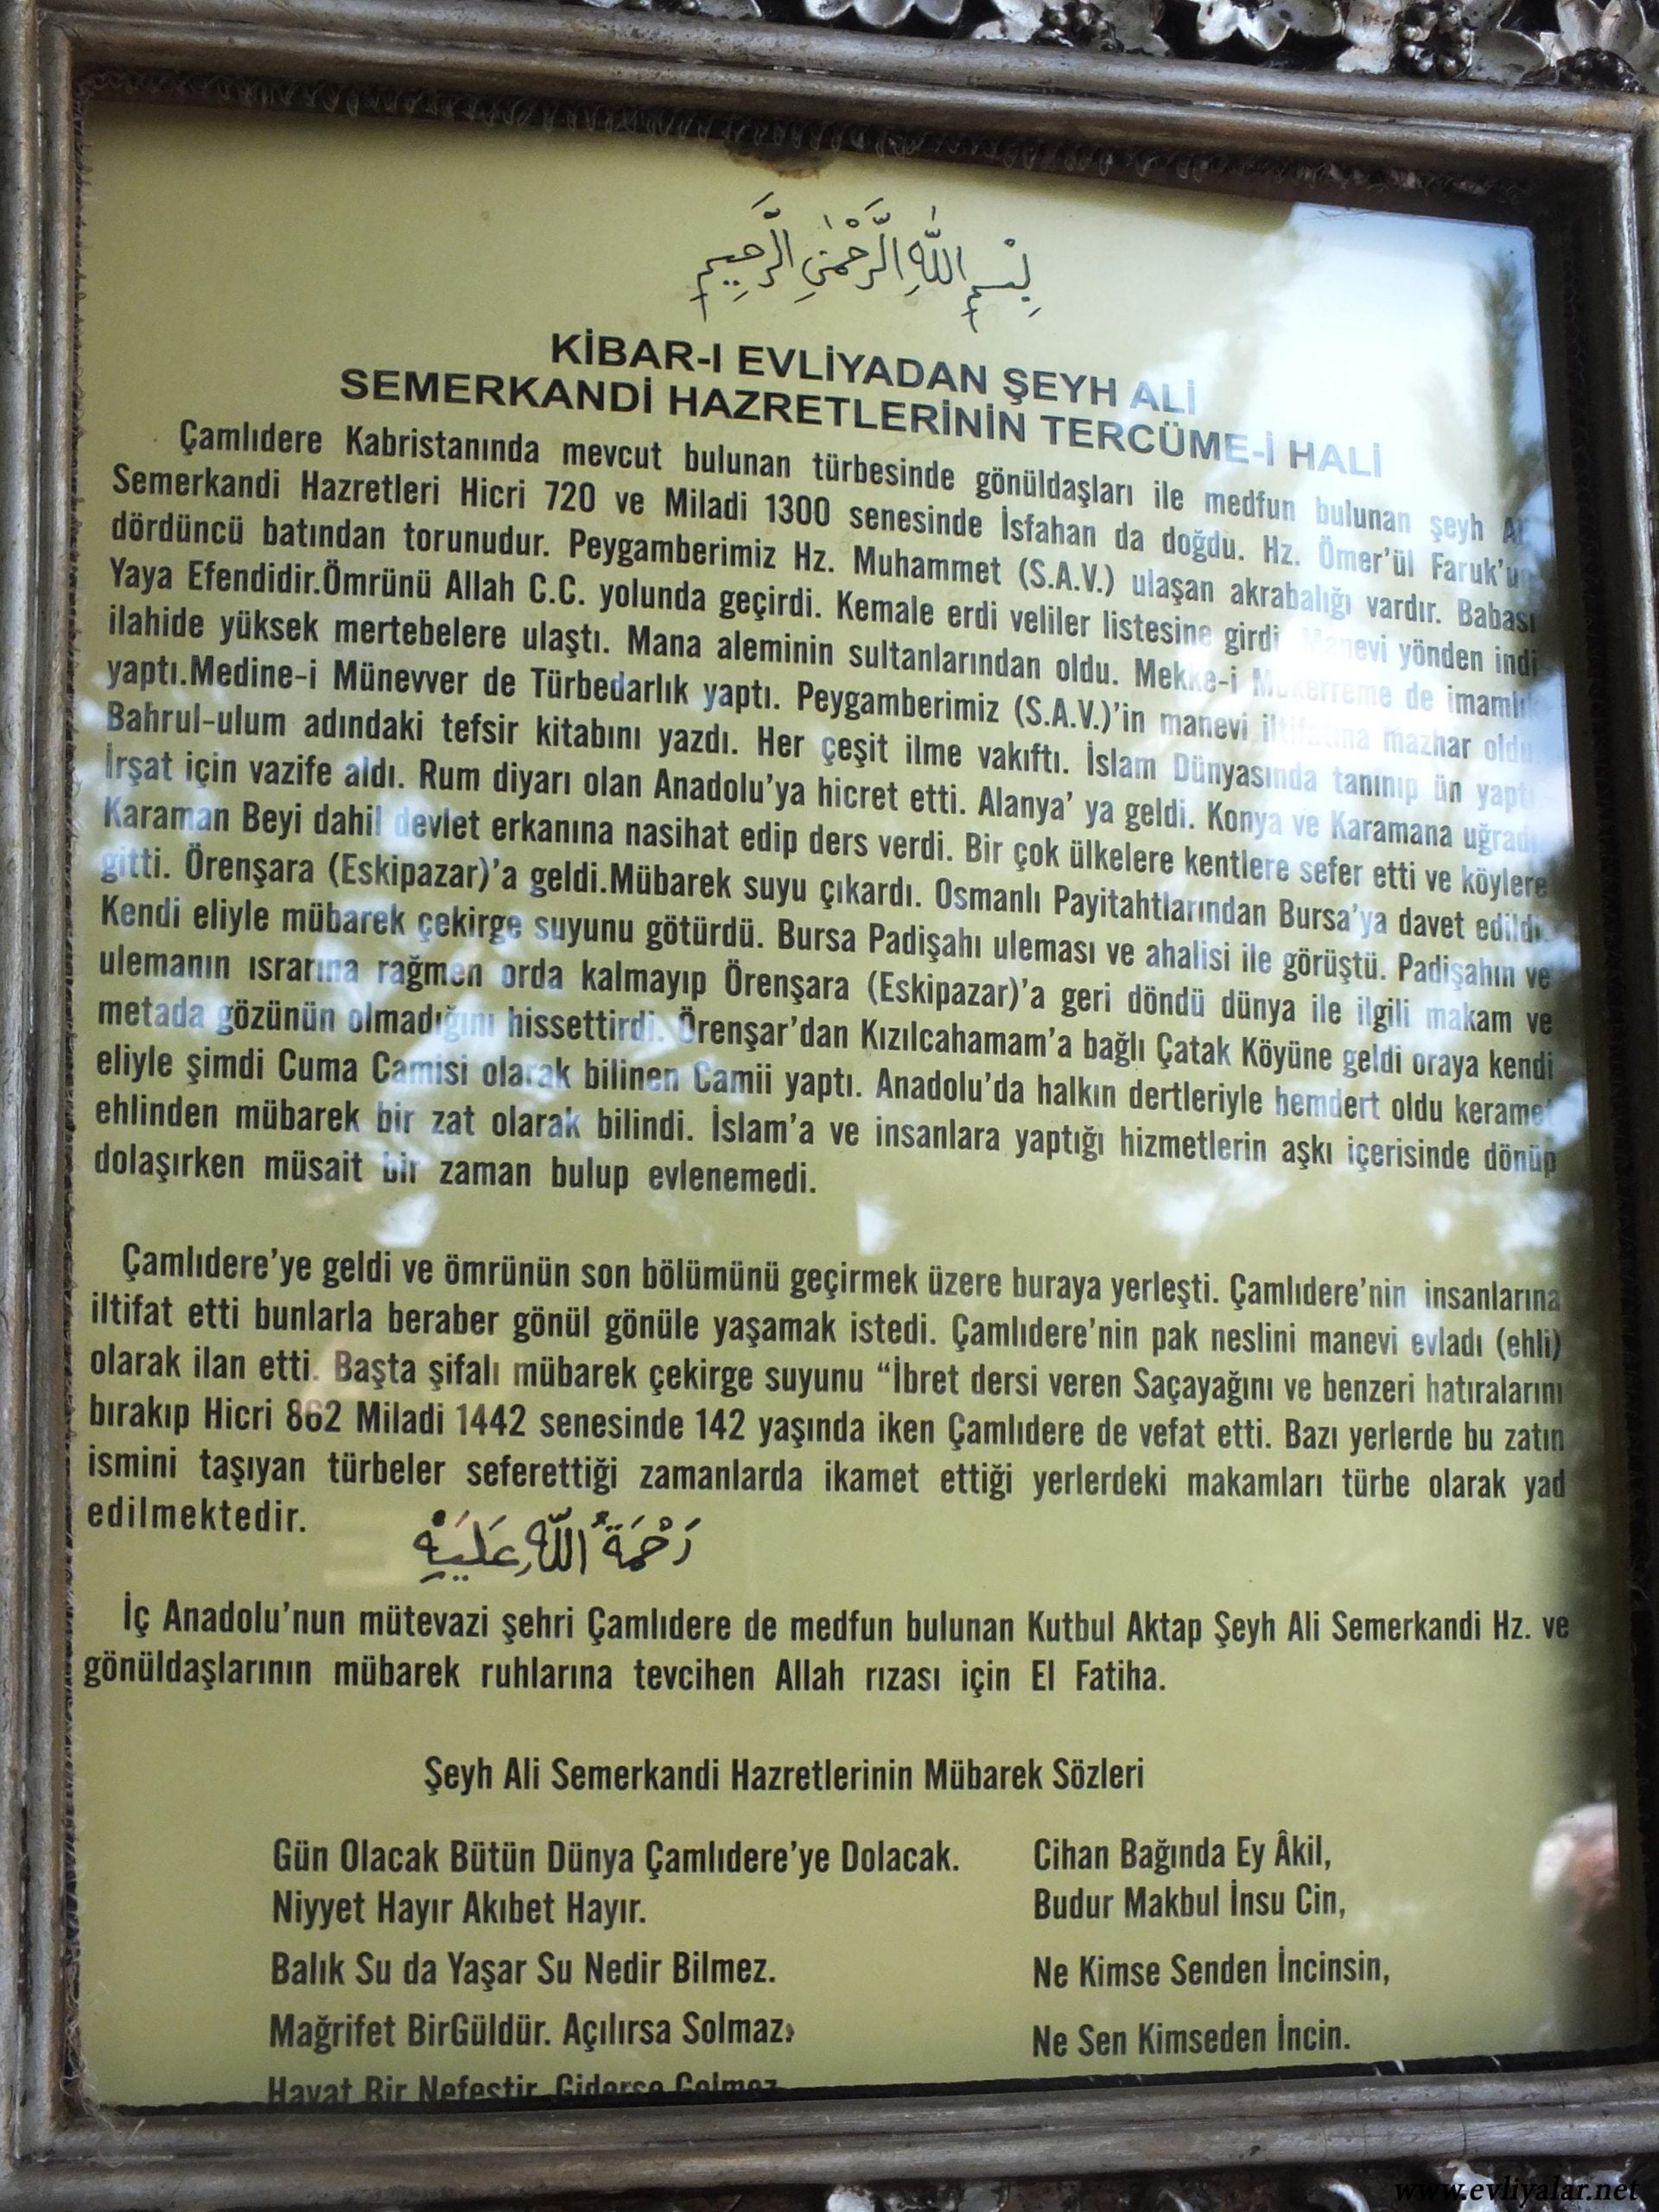 بِسْمِ اللّٰهِ الرَّحْمٰنِ الرَّحِيمِ
KİBAR-I EVLİYADAN ŞEYH ALİ
SEMERKANDİ HAZRETLERİNİN TERCÜME-İ HALİ
Çamlıdere Kabristanında mevcut bulunan türbesinde gönüldaşları ile medfun bulunan şeyh
Semerkandi Hazretleri Hicri 720 ve Miladi 1300 senesinde İsfahan da doğdu. Hz. Ömer'ül Faruk'un
dördüncü batından torunudur. Peygamberimiz Hz. Muhammet (S.A.V.) ulaşan akrabalığı vardır. Babası
Yaya Efendidir.Ömrünü Allah C.C. yolunda geçirdi. Kemale erdi veliler listesine girdi Manevi yönden indi
ilahide yüksek mertebelere ulaştı. Mana aleminin sultanlarından oldu. Mekke-i Mükerreme de imamlık
yaptı.Medine-i Münevver de Türbedarlık yaptı. Peygamberimiz (S.A.V.)'in manevi iltifatına mazhar oldu.
Bahrul-ulum adındaki tefsir kitabını yazdı. Her çeşit ilme vakıftı. İslam Dünyasında tanınıp ün yaptı
İrşat için vazife aldı. Rum diyarı olan Anadolu'ya hicret etti. Alanya' ya geldi. Konya ve Karamana uğradı
Karaman Beyi dahil devlet erkanına nasihat edip ders verdi. Bir çok ülkelere kentlere sefer etti ve köylere
gitti. Örenşara (Eskipazar)'a geldi.Mübarek suyu çıkardı. Osmanlı Payitahtlarından Bursa'ya davet edildi.
Kendi eliyle mübarek çekirge suyunu götürdü. Bursa Padişahı uleması ve ahalisi ile görüştü. Padişahın ve
ulemanın ısrarına rağmen orda kalmayıp Örenşara (Eskipazar)'a geri döndü dünya ile ilgili makam ve
metada gözünün olmadığını hissettirdi. Örenşar'dan Kızılcahamam'a bağlı Çatak Köyüne geldi oraya kendi
eliyle şimdi Cuma Camisi olarak bilinen Camii yaptı. Anadolu'da halkın dertleriyle hemdert oldu keramet
ehlinden mübarek bir zat olarak bilindi. İslam'a ve insanlara yaptığı hizmetlerin aşkı içerisinde dönüp
dolaşırken müsait bir zaman bulup evlenemedi.
Çamlıdere'ye geldi ve ömrünün son bölümünü geçirmek üzere buraya yerleşti. Çamlıdere'nin insanlarına
iltifat etti bunlarla beraber gönül gönüle yaşamak istedi. Çamlıdere'nin pak neslini manevi evladı (ehli)
olarak ilan etti. Başta şifalı mübarek çekirge suyunu "İbret dersi veren Saçayağını ve benzeri hatıralarını
bırakıp Hicri 862 Miladi 1442 senesinde 142 yaşında iken Çamlıdere de vefat etti. Bazı yerlerde bu zatın
ismini taşıyan türbeler seferettiği zamanlarda ikamet ettiği yerlerdeki makamları türbe olarak yad
edilmektedir.
رَحْمَةُ اللّٰهِ عَلَيْهِ
İç Anadolu'nun mütevazi şehri Çamlıdere de medfun bulunan Kutbul Aktap Şeyh Ali Semerkandi Hz. ve
gönüldaşlarının mübarek ruhlarına tevcihen Allah rızası için El Fatiha.
Şeyh Ali Semerkandi Hazretlerinin Mübarek Sözleri
Gün Olacak Bütün Dünya Çamlıdere'ye Dolacak.
Niyyet Hayır Akıbet Hayır.
Balık Su da Yaşar Su Nedir Bilmez.
Mağrifet BirGüldür. Açılırsa Solmaz.
Hayat Bir Nefestir. Giderse Gelmez
Cihan Bağında Ey Âkil,
Budur Makbul İnsu Cin,
Ne Kimse Senden İncinsin,
Ne Sen Kimseden İncin.
www.evliyalar.net